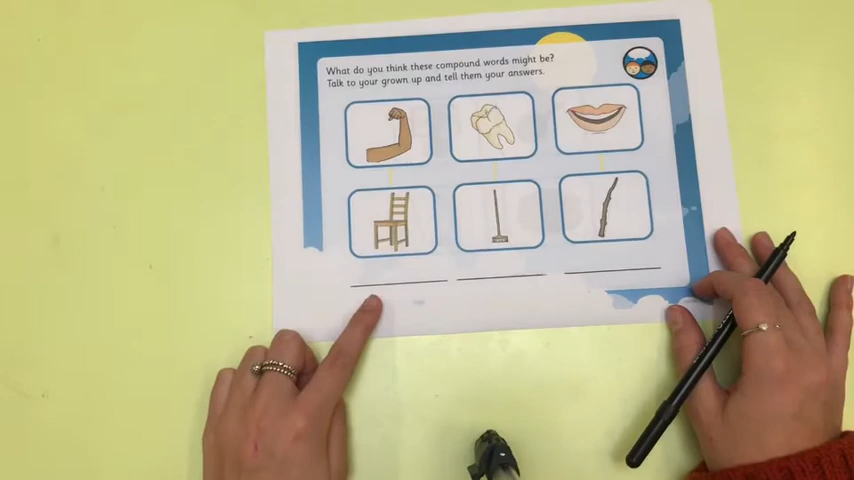 What do you think these compound words might be?
Talk to your grown up and tell them your answers.